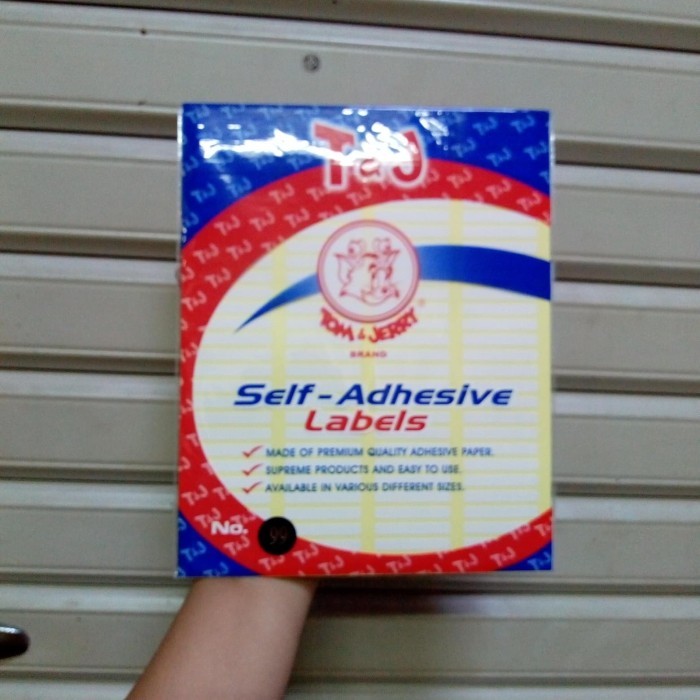 T&J
TOM & JERRY®
BRAND
Self-Adhesive
Labels
MADE OF PREMIUM QUALITY ADHESIVE PAPER.
SUPREME PRODUCTS AND EASY TO USE.
AVAILABLE IN VARIOUS DIFFERENT SIZES.
No. 99